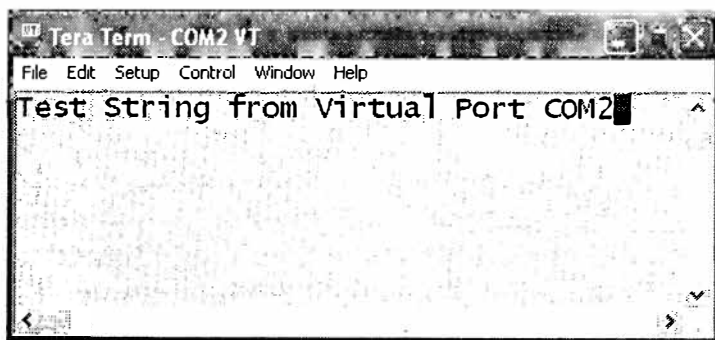 Tera Term - COM2 VT
File Edit Setup Control Window Help
Test String from Virtual Port COM2